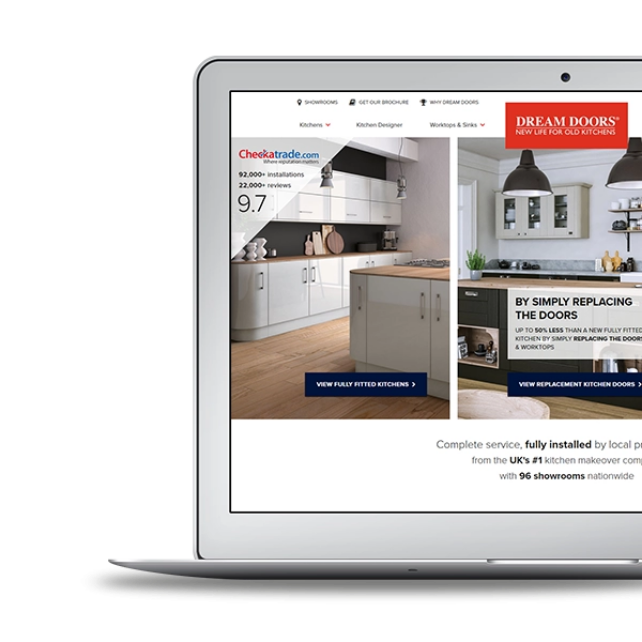 SHOWROOMS GET OUR BROCHURE WHY DREAM DOORS
Kitchens Kitchen Designer Worktops & Sinks
DREAM DOORS®
NEW LIFE FOR OLD KITCHENS
Checkatrade.com
Where reputation matters
92,000+ installations
22,000+ reviews
9.7
BY SIMPLY REPLACING
THE DOORS
UP TO 50% LESS THAN A NEW FULLY FITTED
KITCHEN BY SIMPLY REPLACING THE DOORS
& WORKTOPS
VIEW FULLY FITTED KITCHENS
VIEW REPLACEMENT KITCHEN DOORS
Complete service, fully installed by local p
from the UK's #1 kitchen makeover comp
with 96 showrooms nationwide